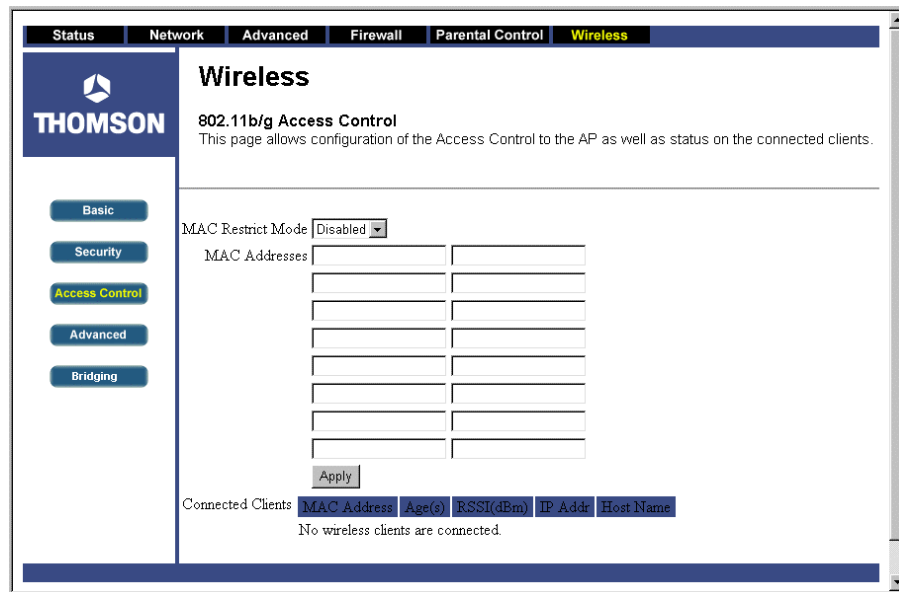 Status Network Advanced Firewall Parental Control Wireless
THOMSON
Wireless
802.11b/g Access Control
This page allows configuration of the Access Control to the AP as well as status on the connected clients.
Basic
Security
Access Control
Advanced
Bridging
MAC Restrict Mode Disabled
MAC Addresses
Apply
Connected Clients MAC Address Age(s) RSSI(dBm) IP Addr Host Name
No wireless clients are connected.